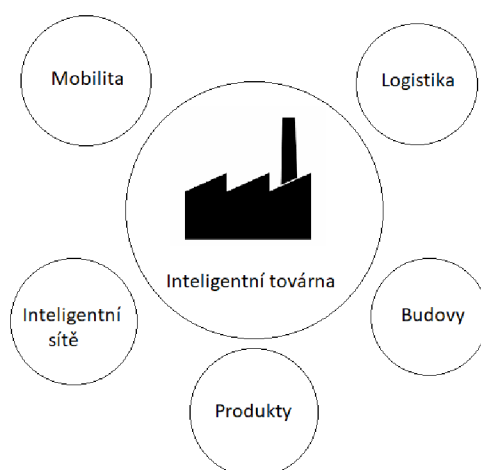 Mobilita
Logistika
Inteligentní továrna
Inteligentní
sítě
Budovy
Produkty